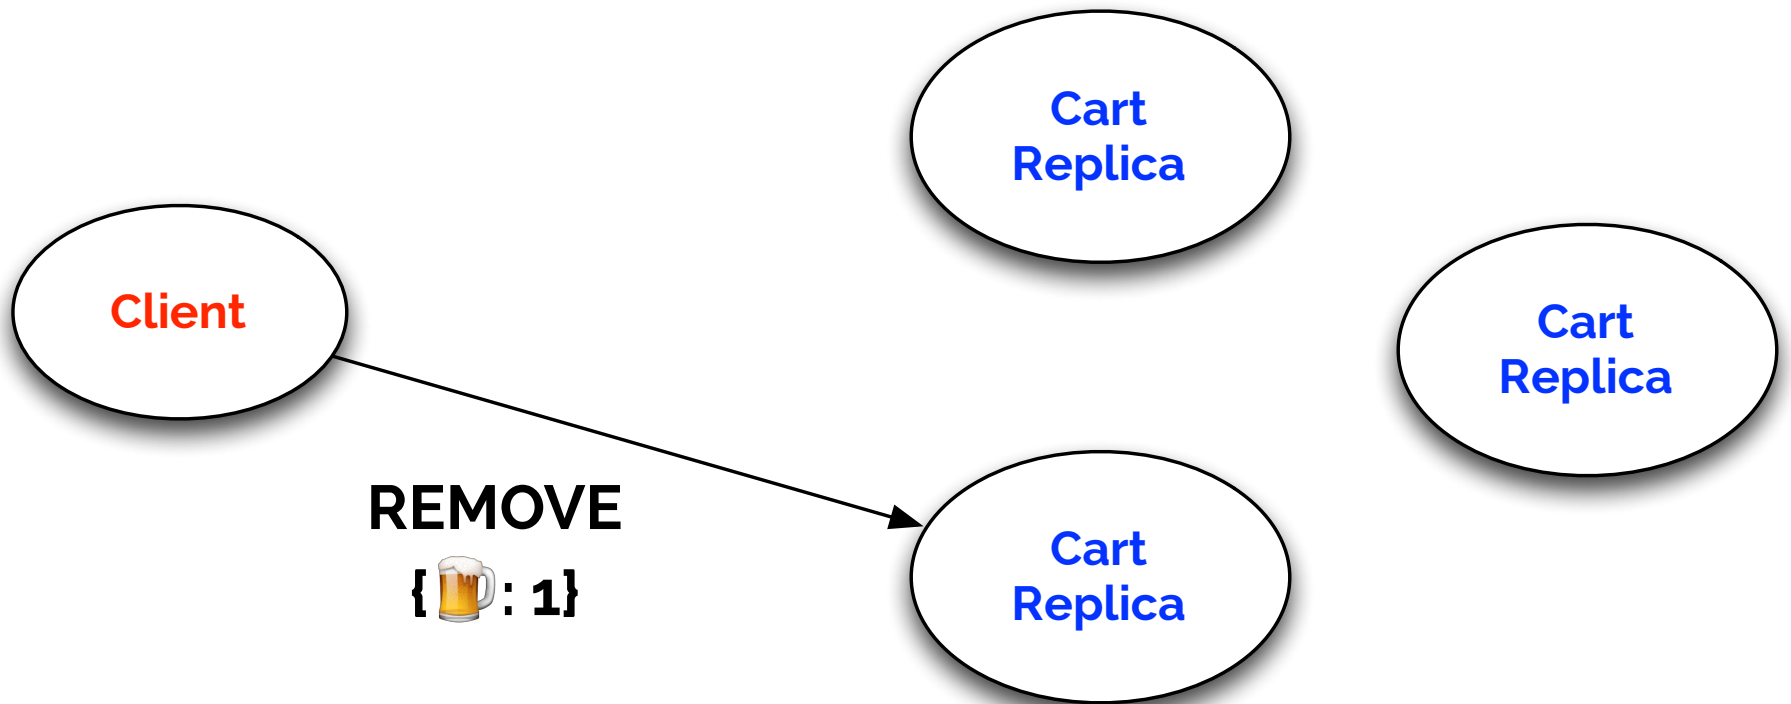 Cart
Replica
Client
Cart
Replica
REMOVE
{🍺: 1}
Cart
Replica